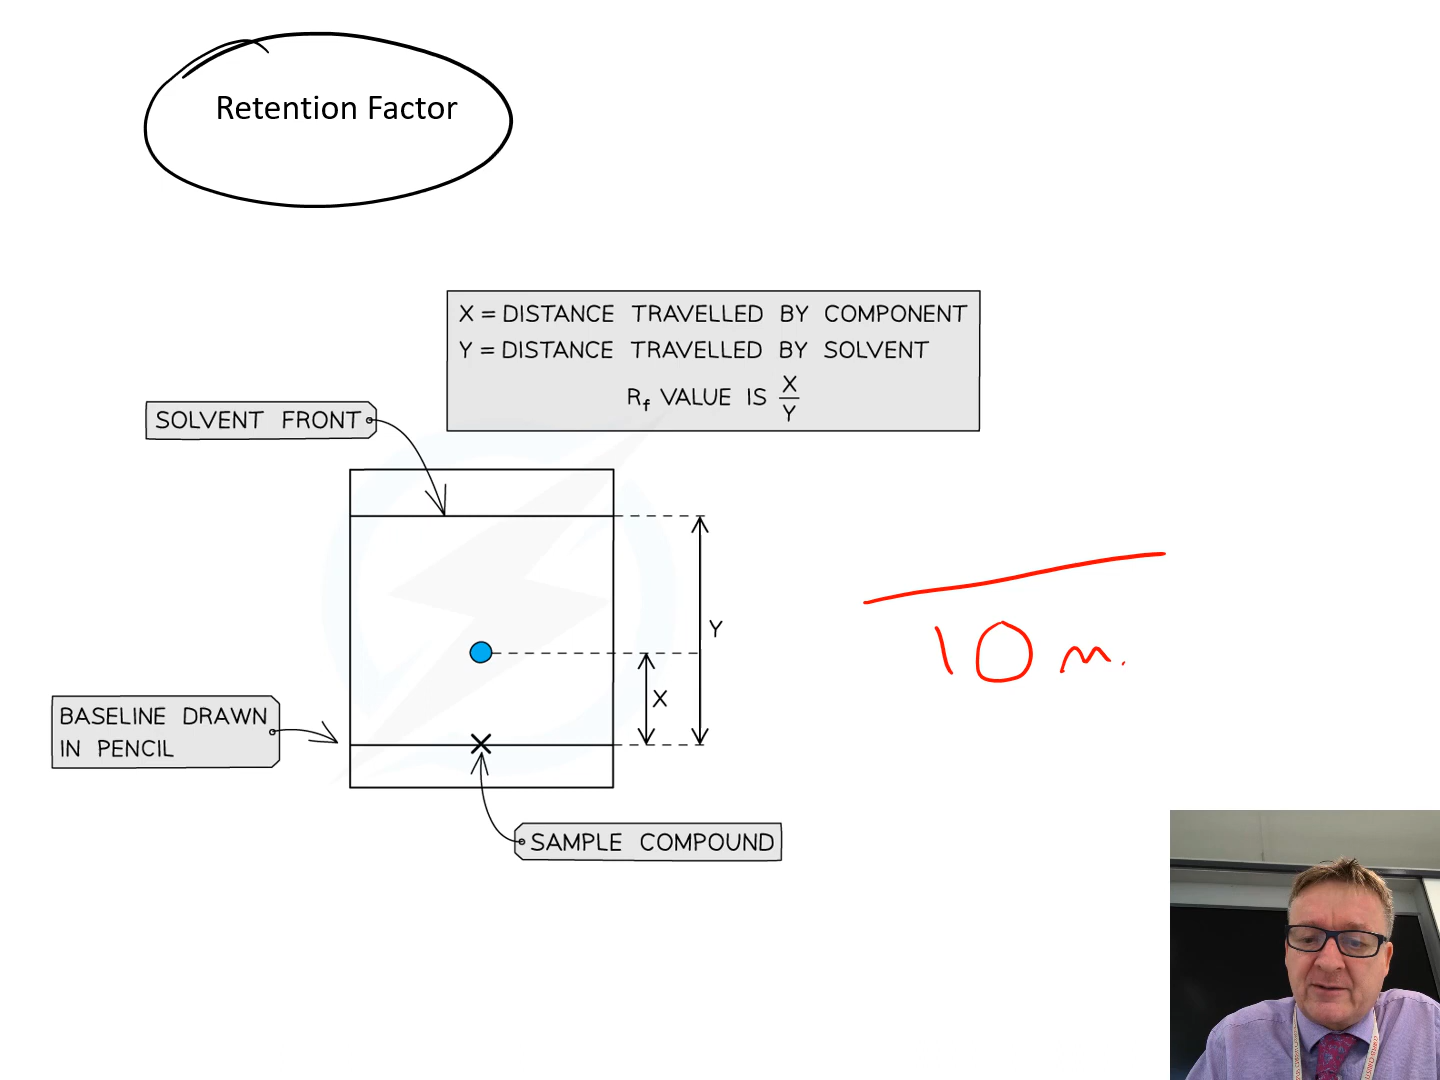 Retention Factor
X = DISTANCE TRAVELLED BY COMPONENT
Y = DISTANCE TRAVELLED BY SOLVENT
Rf VALUE IS X/Y
SOLVENT FRONT
Y
X
10 m.
BASELINE DRAWN
IN PENCIL
SAMPLE COMPOUND